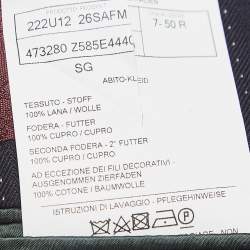 222U12 26SAFM
473280 Z585E4440
7- 50 R
SG
ABITO-KLEID
TESSUTO - STOFF
100% LANA / WOLLE
FODERA - FUTTER
100% CUPRO / CUPRO
SECONDA FODERA - 2° FUTTER
100% CUPRO / CUPRO
AD ECCEZIONE DEI FILI DECORATIVI -
AUSGENOMMEN ZIERFADEN
100% COTONE / BAUMWOLLE
ISTRUZIONI DI LAVAGGIO - PFLEGEHINWEISE